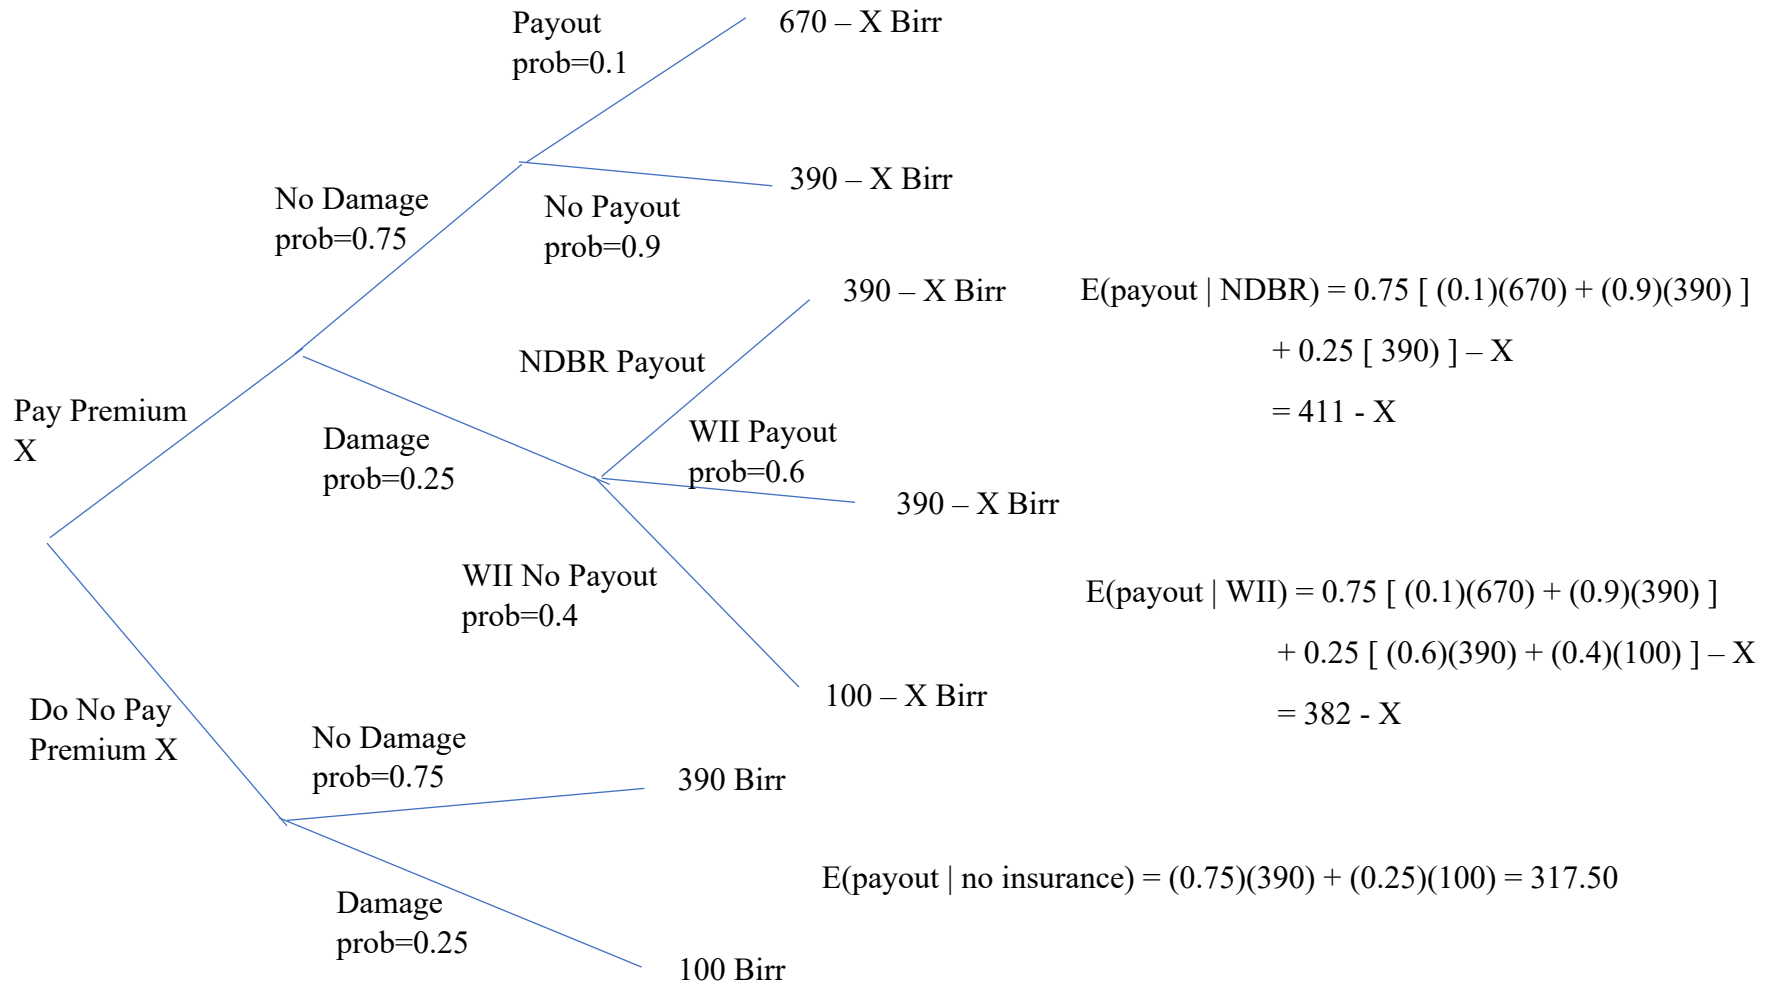 Payout
prob=0.1
670 – X Birr
No Damage
prob=0.75
390 – X Birr
No Payout
prob=0.9
390 – X Birr
E(payout | NDBR) = 0.75 [ (0.1)(670) + (0.9)(390) ]
+ 0.25 [ 390) ] – X
= 411 - X
NDBR Payout
Pay Premium
X
Damage
prob=0.25
WII Payout
prob=0.6
390 – X Birr
WII No Payout
prob=0.4
E(payout | WII) = 0.75 [ (0.1)(670) + (0.9)(390) ]
+ 0.25 [ (0.6)(390) + (0.4)(100) ] – X
= 382 - X
100 – X Birr
Do No Pay
Premium X
No Damage
prob=0.75
390 Birr
E(payout | no insurance) = (0.75)(390) + (0.25)(100) = 317.50
Damage
prob=0.25
100 Birr